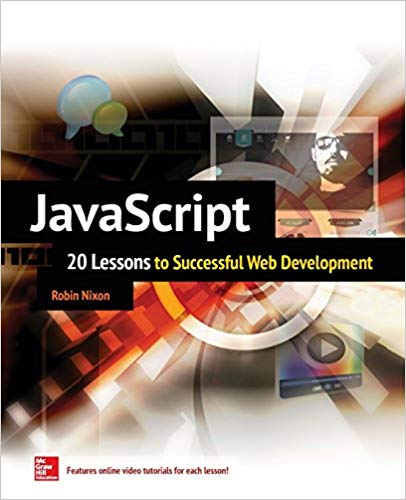 JavaScript
20 Lessons to Successful Web Development
Robin Nixon
Mc
Graw
Hill
Education
Features online video tutorials for each lesson!